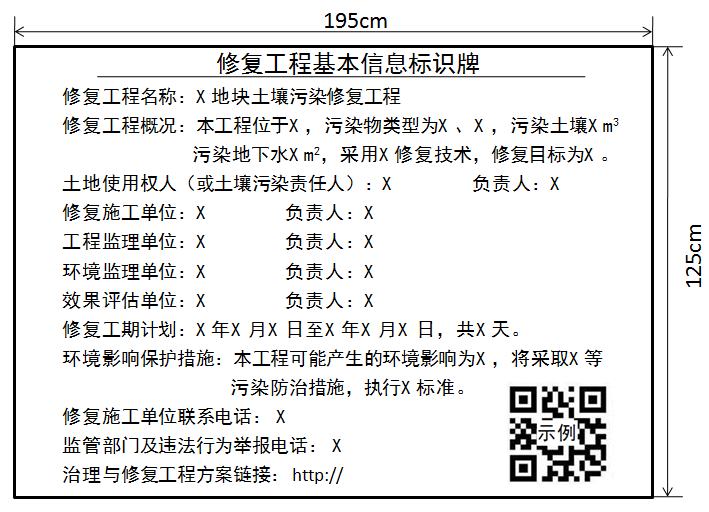 195cm
修复工程基本信息标识牌
修复工程名称：X 地块土壤污染修复工程
修复工程概况：本工程位于X ，污染物类型为X 、X ，污染土壤X m³
污染地下水X m²，采用X 修复技术，修复目标为X 。
土地使用权人（或土壤污染责任人）：X 负责人：X
修复施工单位：X 负责人：X
工程监理单位：X 负责人：X
环境监理单位：X 负责人：X
效果评估单位：X 负责人：X
修复工期计划：X 年X 月X 日至X 年X 月X 日，共X 天。
环境影响保护措施：本工程可能产生的环境影响为X ，将采取X 等
污染防治措施，执行X 标准。
修复施工单位联系电话： X
监管部门及违法行为举报电话： X
治理与修复工程方案链接：http://
示例
125cm